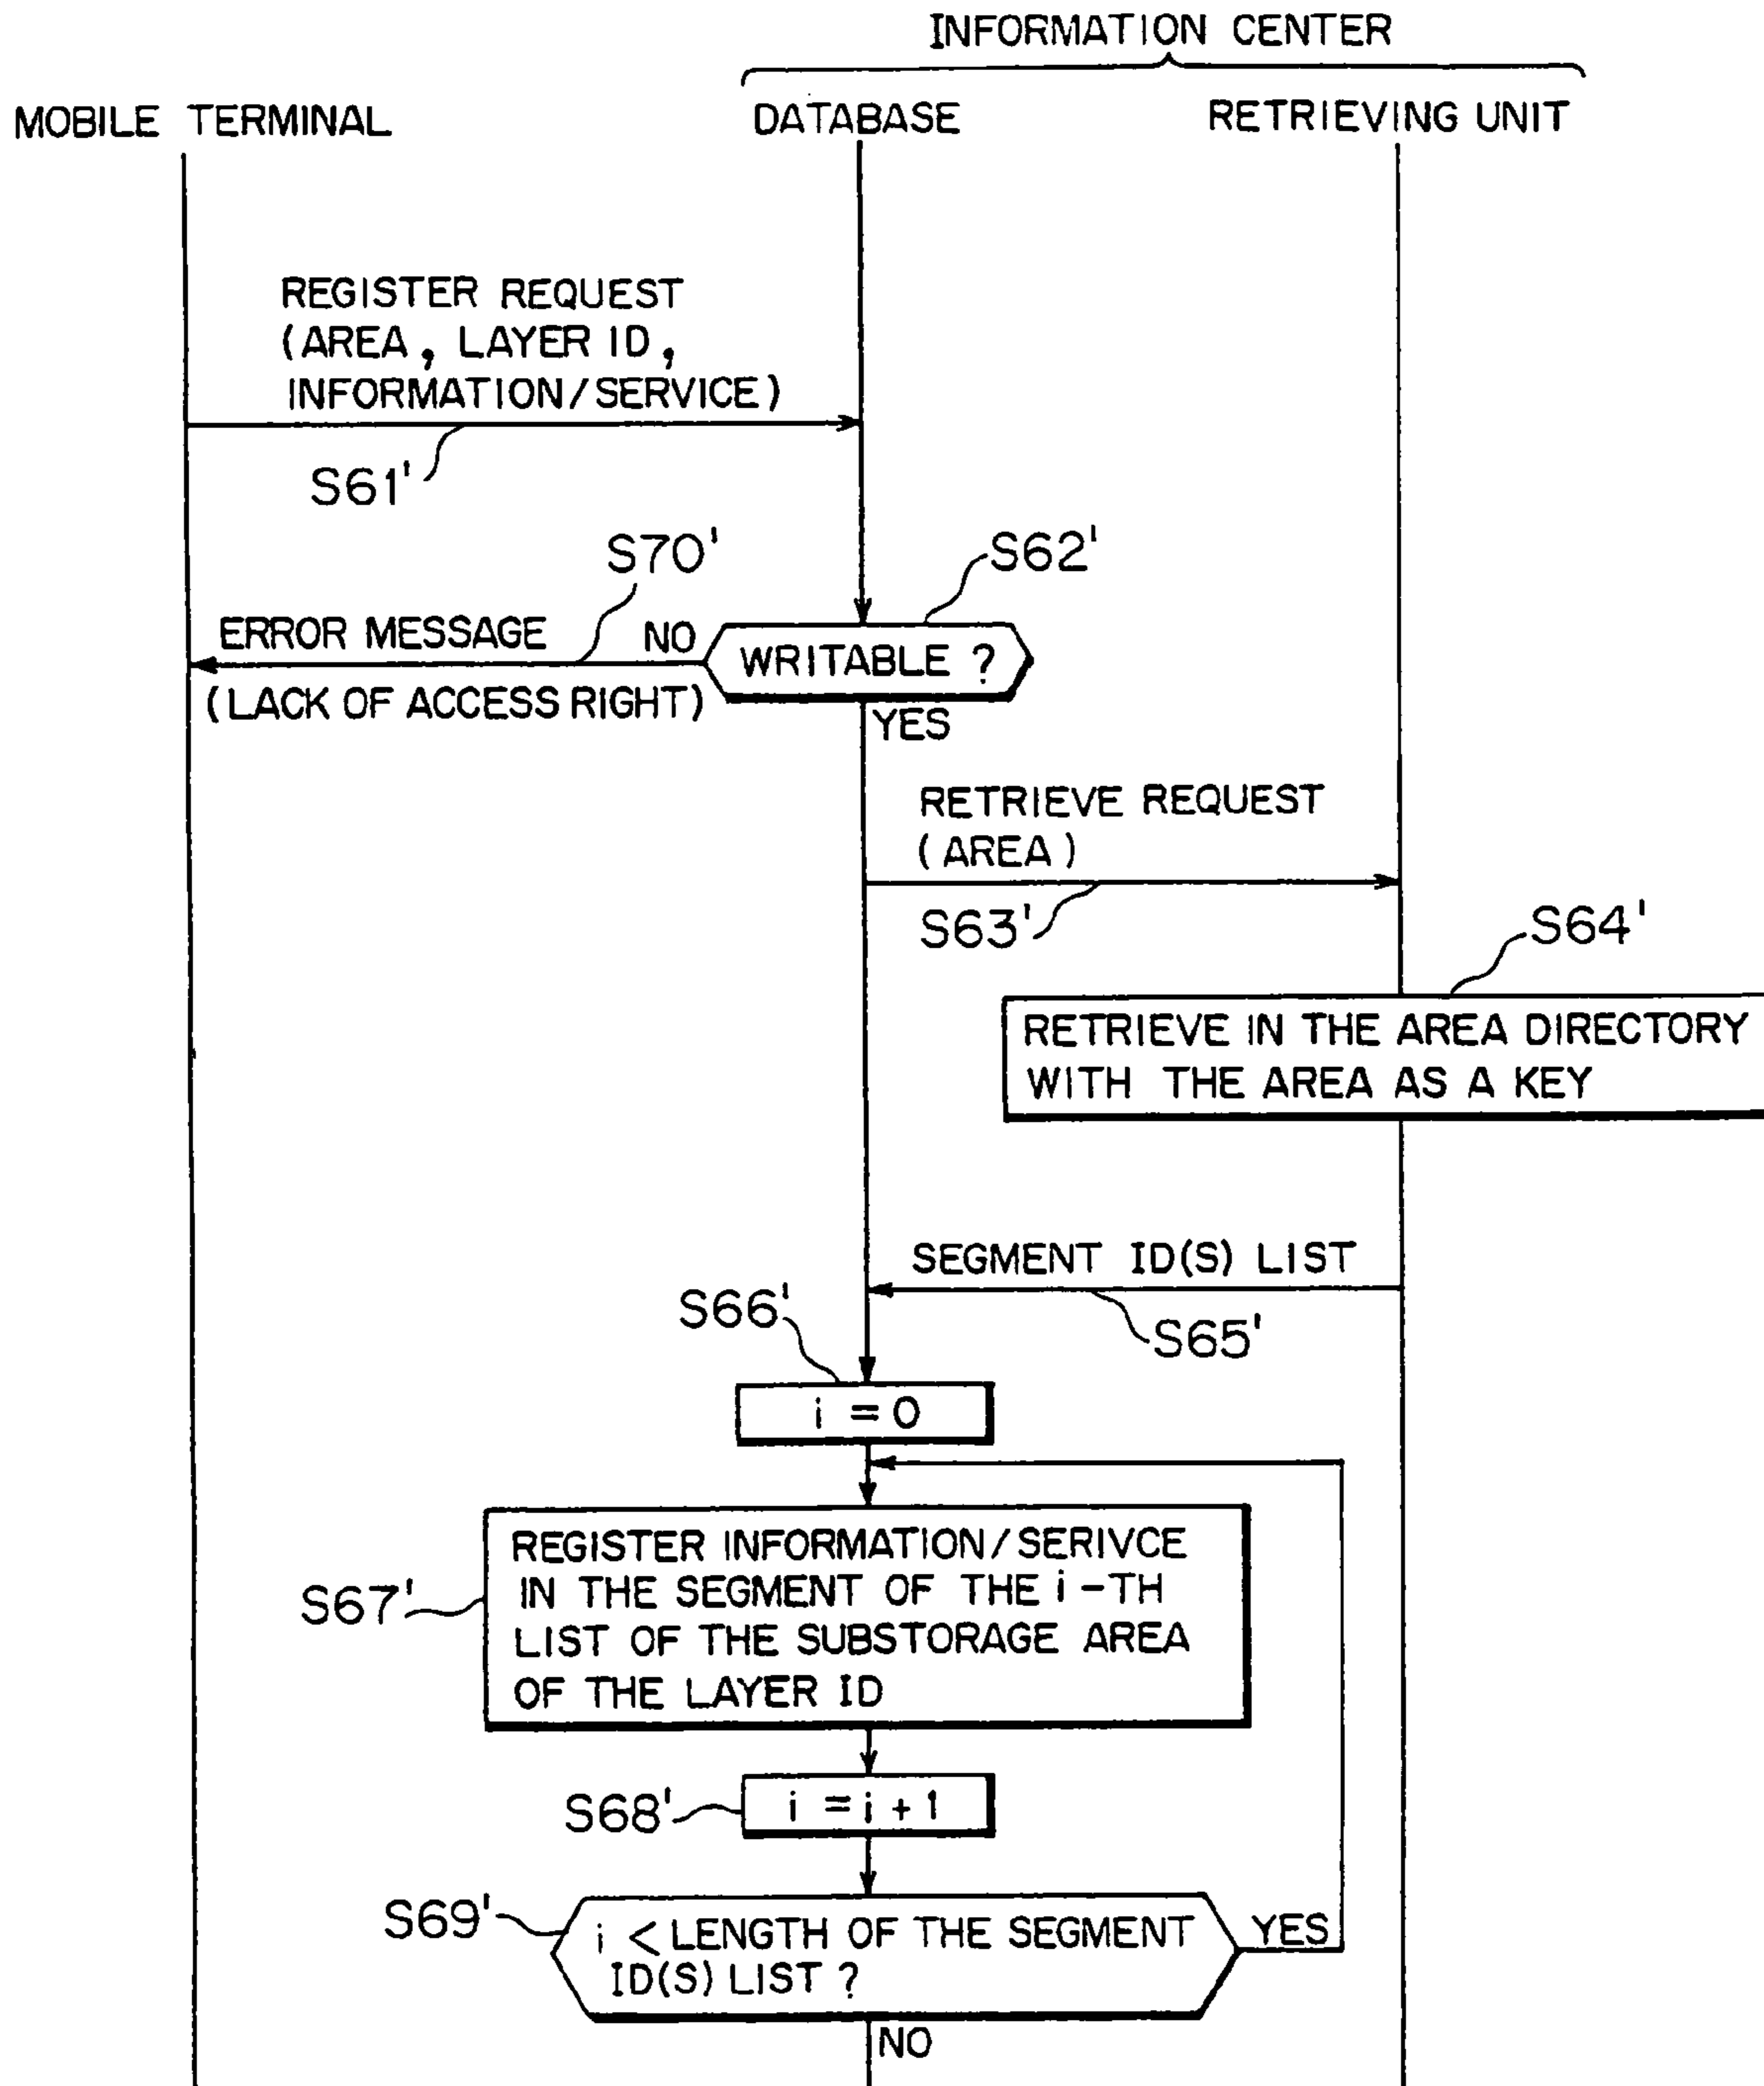 INFORMATION CENTER
MOBILE TERMINAL
DATABASE
RETRIEVING UNIT
REGISTER REQUEST
(AREA, LAYER ID,
INFORMATION/SERVICE)
S61'
S70'
S62'
ERROR MESSAGE
NO
WRITABLE ?
(LACK OF ACCESS RIGHT)
YES
RETRIEVE REQUEST
(AREA)
S63'
S64'
RETRIEVE IN THE AREA DIRECTORY
WITH THE AREA AS A KEY
SEGMENT ID(S) LIST
S66'
S65'
i = 0
REGISTER INFORMATION/SERIVCE
IN THE SEGMENT OF THE i-TH
LIST OF THE SUBSTORAGE AREA
OF THE LAYER ID
S67'
i = i + 1
S68'
S69'
i < LENGTH OF THE SEGMENT
ID(S) LIST ?
YES
NO